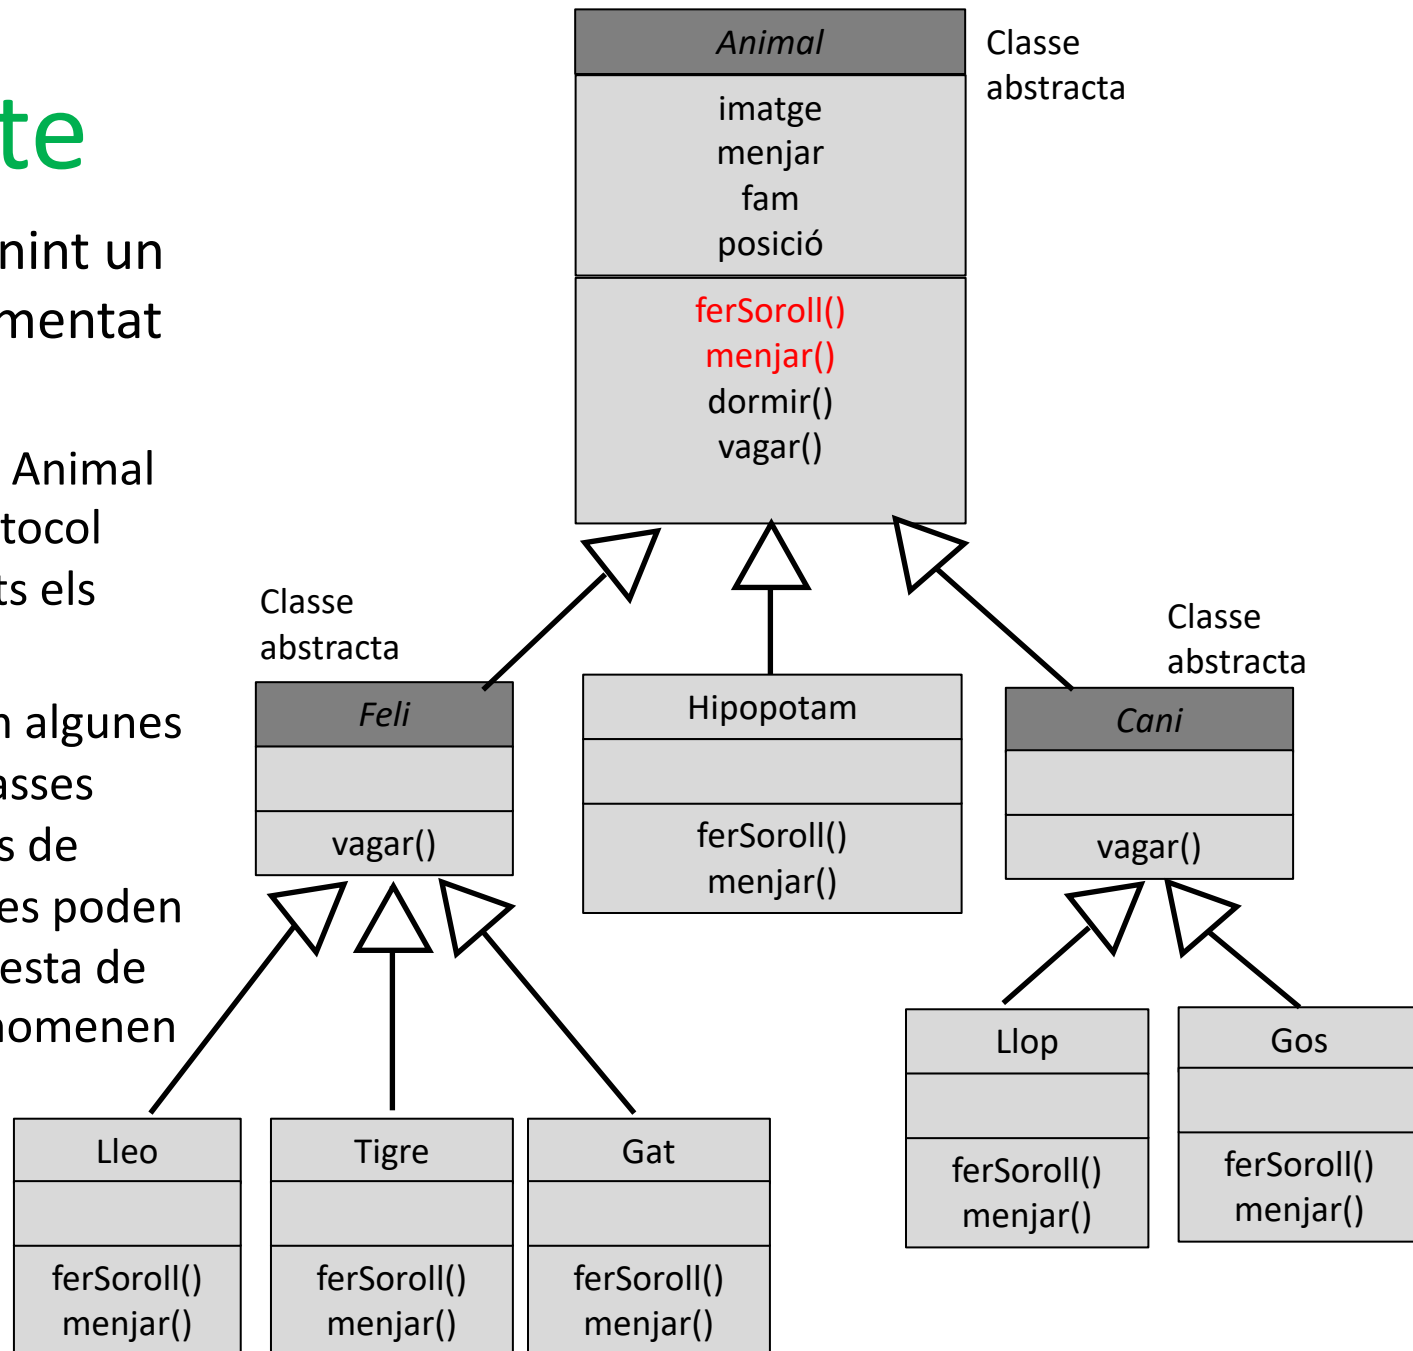 te
nint un
mentat
Animal
tocol
ts els
n algunes
asses
s de
es poden
esta de
nomenen
Animal
imatge
menjar
fam
posició
ferSoroll()
menjar()
dormir()
vagar()
Classe
abstracta
Classe
abstracta
Feli
vagar()
Hipopotam
ferSoroll()
menjar()
Classe
abstracta
Cani
vagar()
Lleo
ferSoroll()
menjar()
Tigre
ferSoroll()
menjar()
Gat
ferSoroll()
menjar()
Llop
ferSoroll()
menjar()
Gos
ferSoroll()
menjar()